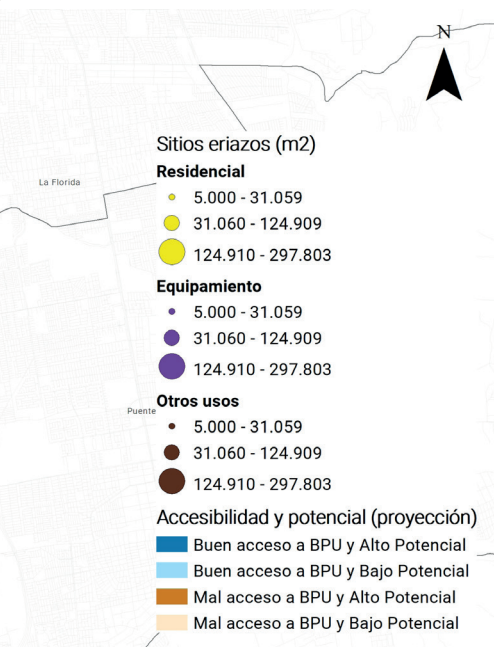 N
Sitios eriazos (m2)
Residencial
La Florida
5.000 - 31.059
31.060 - 124.909
124.910 - 297.803
Equipamiento
5.000 - 31.059
31.060 - 124.909
124.910 - 297.803
Otros usos
Puente
5.000 - 31.059
31.060 - 124.909
124.910 - 297.803
Accesibilidad y potencial (proyección)
Buen acceso a BPU y Alto Potencial
Buen acceso a BPU y Bajo Potencial
Mal acceso a BPU y Alto Potencial
Mal acceso a BPU y Bajo Potencial